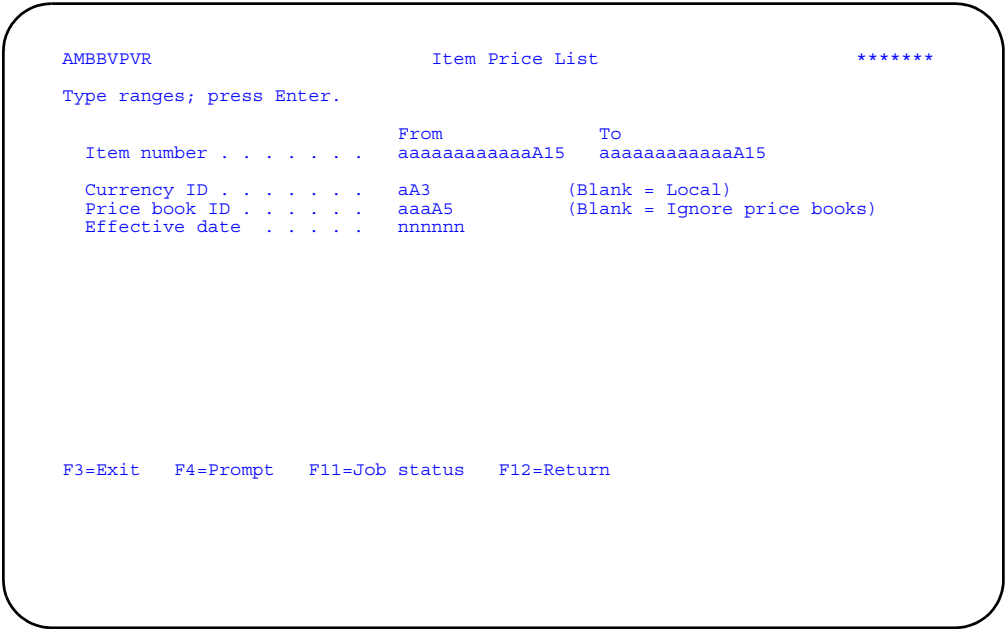 AMBBVPVR Item Price List *******
Type ranges; press Enter.
From To
Item number . . . . . . . aaaaaaaaaaaaA15 aaaaaaaaaaaaA15
Currency ID . . . . . . . aA3 (Blank = Local)
Price book ID . . . . . . aaaA5 (Blank = Ignore price books)
Effective date . . . . . nnnnnn
F3=Exit F4=Prompt F11=Job status F12=Return